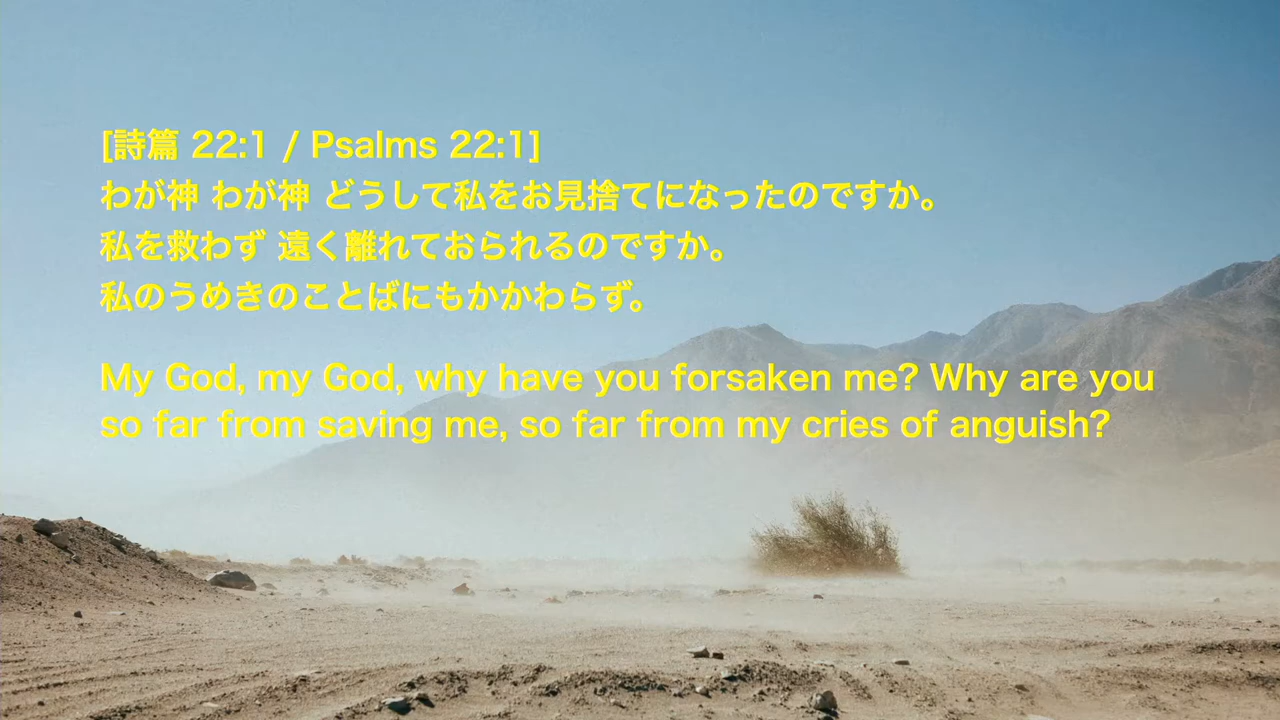 [詩篇 22:1 / Psalms 22:1]
わが神 わが神 どうして私をお見捨てになったのですか。
私を救わず 遠く離れておられるのですか。
私のうめきのことばにもかかわらず。
My God, my God, why have you forsaken me? Why are you
so far from saving me, so far from my cries of anguish?